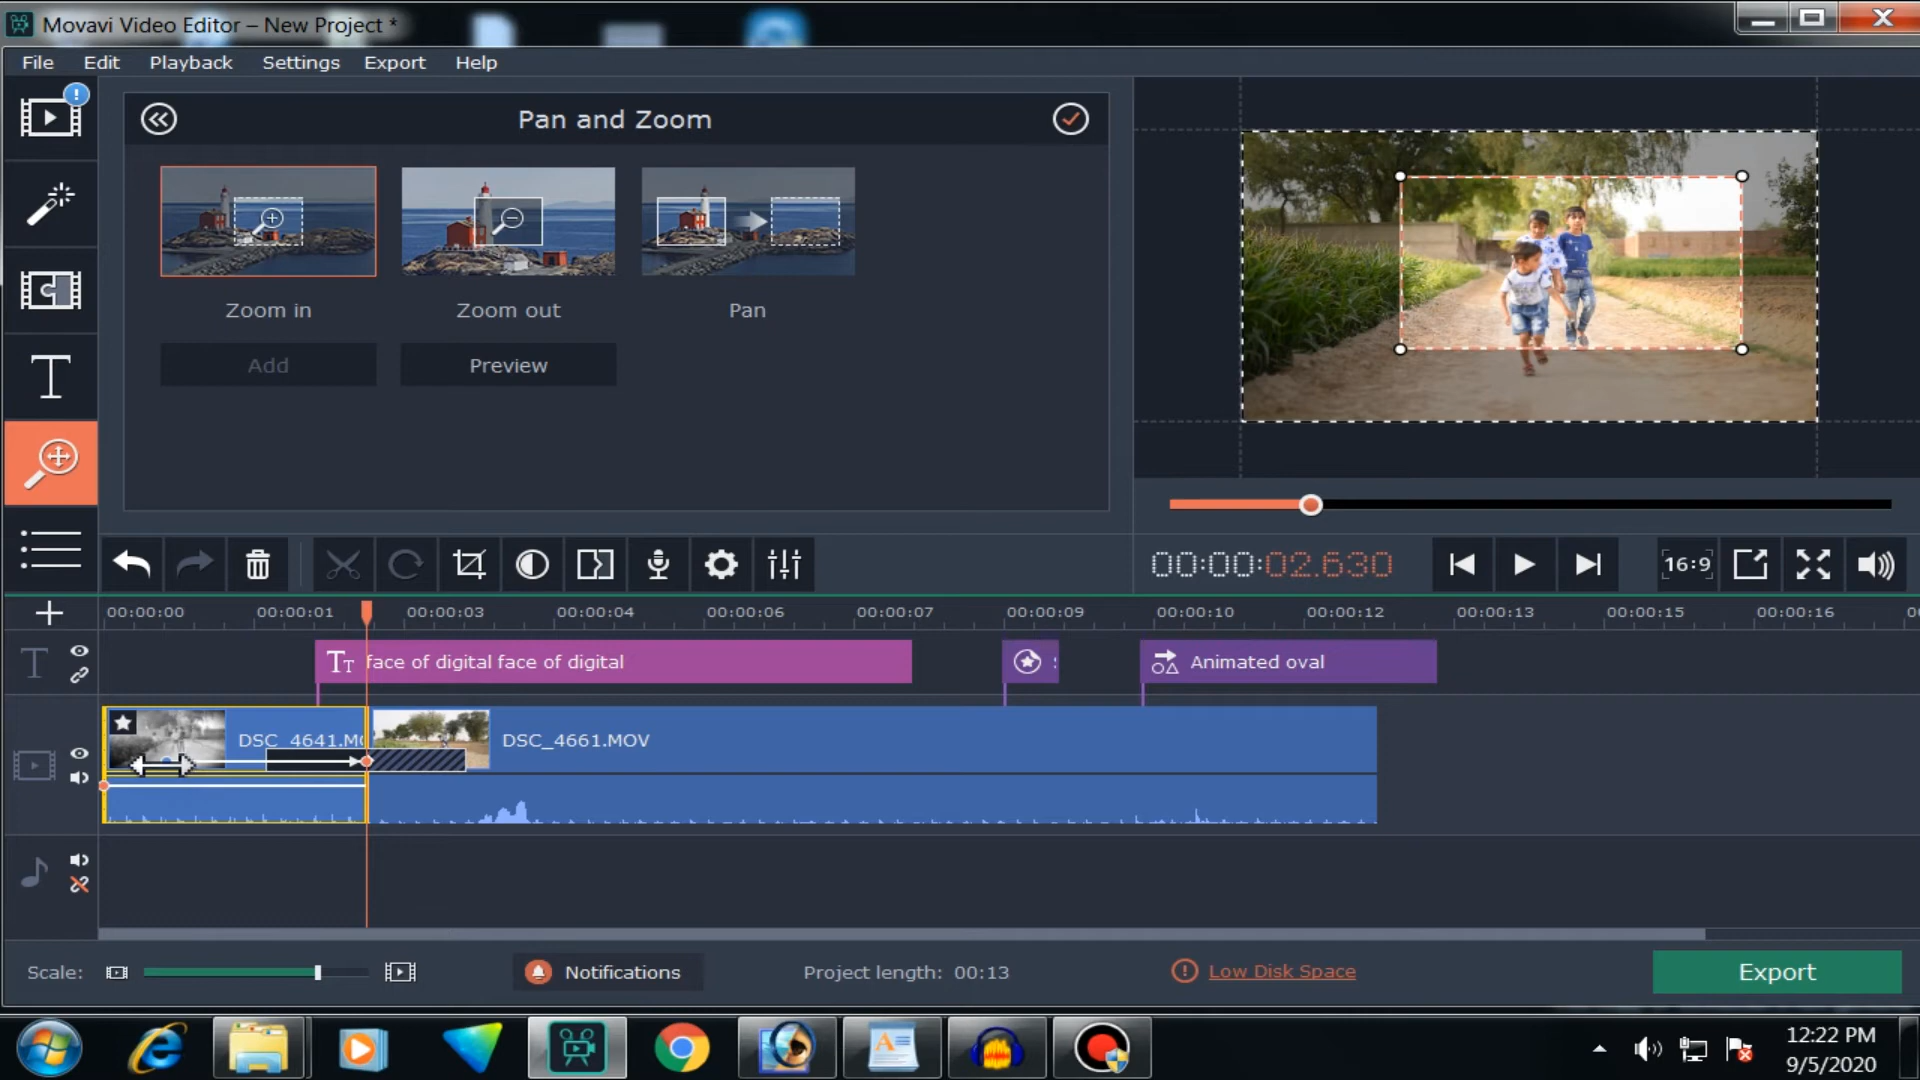 Movavi Video Editor – New Project *
File Edit Playback Settings Export Help
Pan and Zoom
Zoom in Zoom out Pan
Add Preview
00:00:02.630
16:9
00:00:00 00:00:01 00:00:03 00:00:04 00:00:06 00:00:07 00:00:09 00:00:10 00:00:12 00:00:13 00:00:15 00:00:16
face of digital face of digital
Animated oval
DSC_4641.MO
DSC_4661.MOV
Scale: Notifications Project length: 00:13 Low Disk Space Export
12:22 PM
9/5/2020